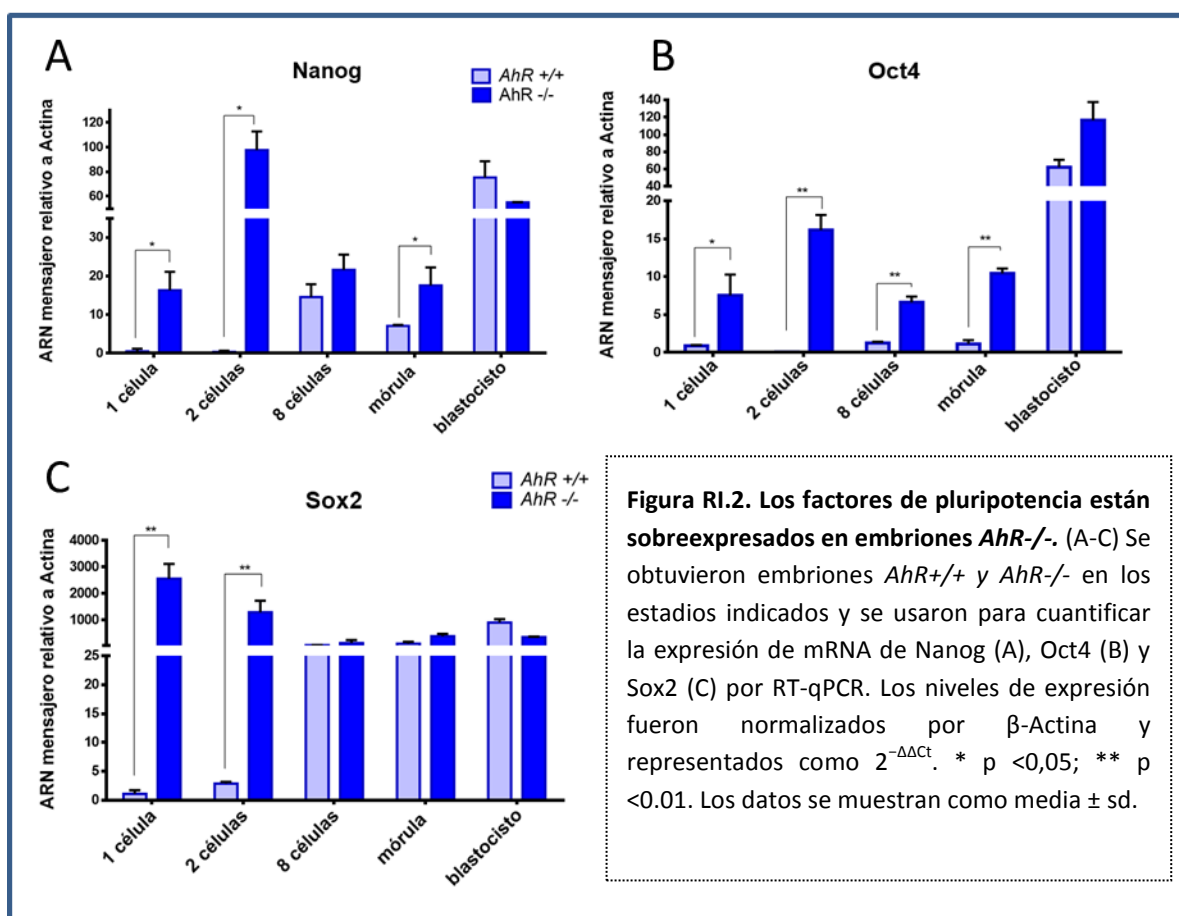 A
Nanog
AhR +/+
AhR -/-
ARN mensajero relativo a Actina
120
100
80
60
30
20
10
0
*
*
*
1 célula
2 células
8 células
mórula
blastocisto
B
Oct4
ARN mensajero relativo a Actina
140
120
100
80
60
40
20
15
10
5
0
*
**
**
**
1 célula
2 células
8 células
mórula
blastocisto
C
Sox2
AhR +/+
AhR -/-
ARN mensajero relativo a Actina
4000
3000
2000
1000
25
20
15
10
5
0
**
**
1 célula
2 células
8 células
mórula
blastocisto
Figura RI.2. Los factores de pluripotencia están
sobreexpresados en embriones AhR-/-. (A-C) Se
obtuvieron embriones AhR+/+ y AhR-/- en los
estadios indicados y se usaron para cuantificar
la expresión de mRNA de Nanog (A), Oct4 (B) y
Sox2 (C) por RT-qPCR. Los niveles de expresión
fueron normalizados por β-Actina y
representados como 2−ΔΔCt. * p <0,05; ** p
<0.01. Los datos se muestran como media ± sd.